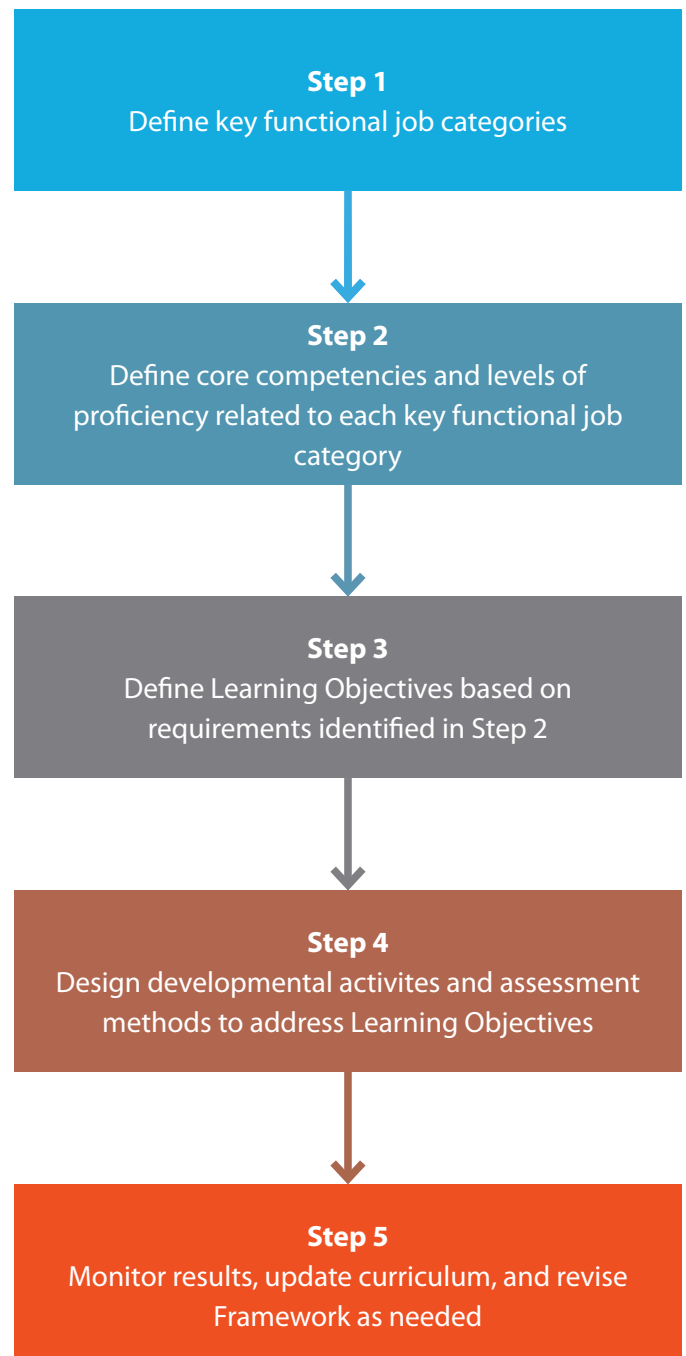 Step 1
Define key functional job categories
Step 2
Define core competencies and levels of
proficiency related to each key functional job
category
Step 3
Define Learning Objectives based on
requirements identified in Step 2
Step 4
Design developmental activites and assessment
methods to address Learning Objectives
Step 5
Monitor results, update curriculum, and revise
Framework as needed